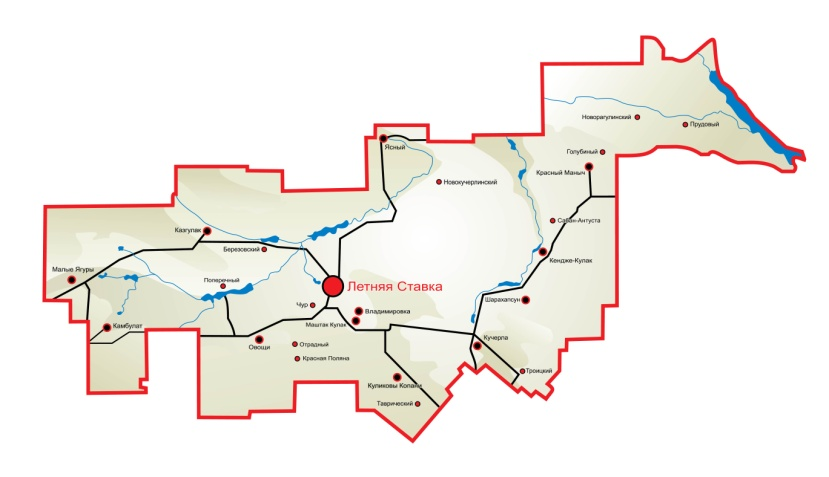 Новорагулинский
Прудовый
Ясный
Голубиный
Красный Маныч
Новокучерлинский
Сабан-Антуста
Казгулак
Березовский
Кендже-Кулак
Малые Ягуры
Поперечный
Летняя Ставка
Шарахалсун
Чур
Владимировка
Маштак Кулак
Камбулат
Овощи
Отрадный
Кучерла
Красная Поляна
Троицкий
Куликовы Копани
Таврический